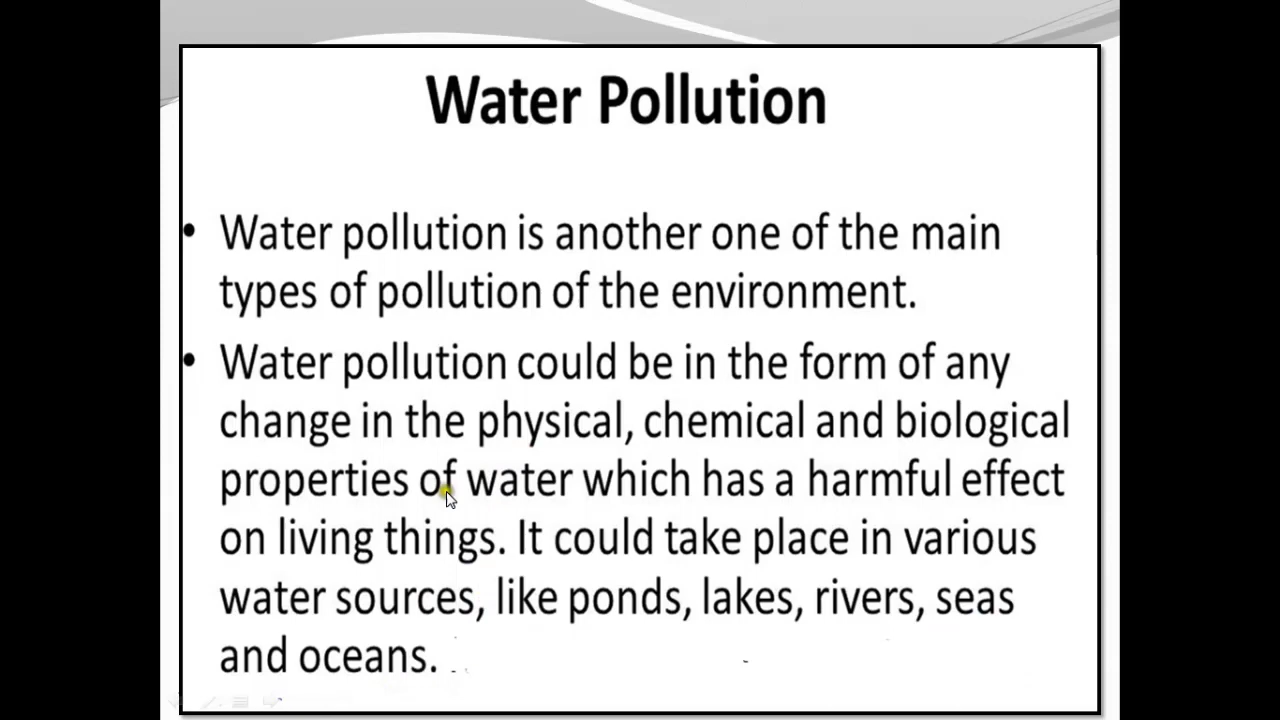 Water Pollution
• Water pollution is another one of the main
types of pollution of the environment.
• Water pollution could be in the form of any
change in the physical, chemical and biological
properties of water which has a harmful effect
on living things. It could take place in various
water sources, like ponds, lakes, rivers, seas
and oceans.